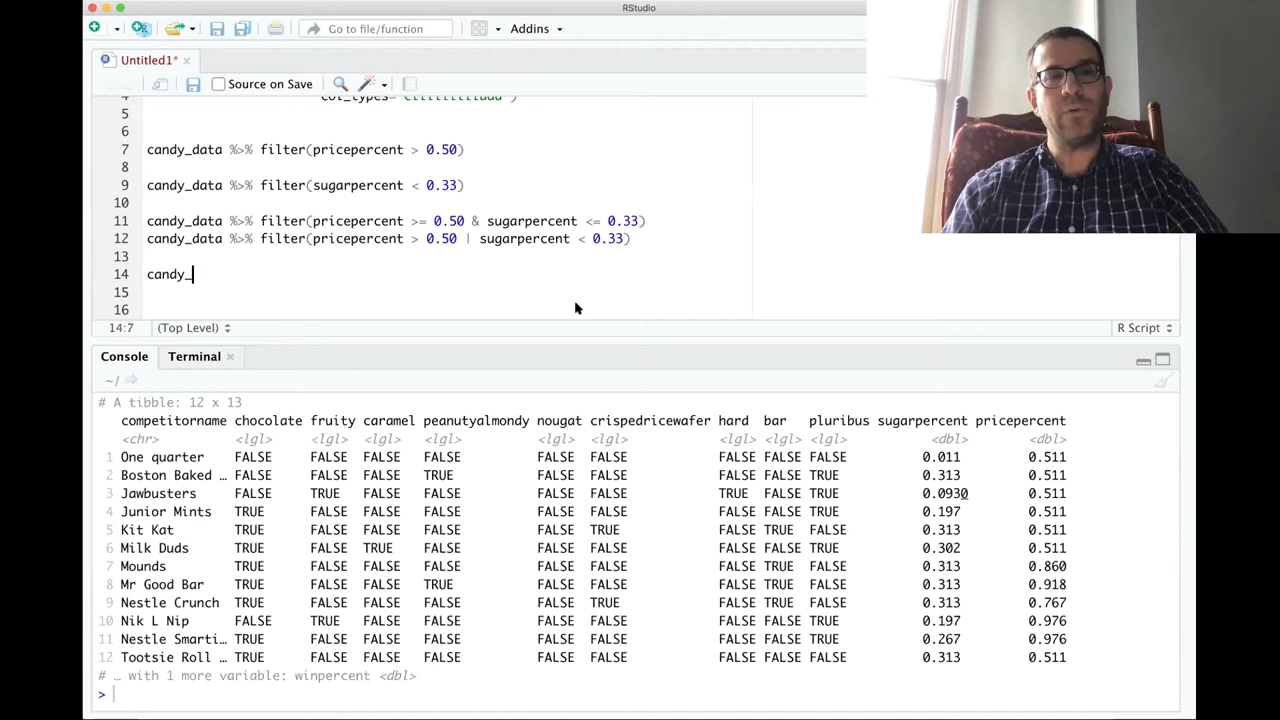 RStudio
Go to file/function
Addins
Untitled1*
Source on Save
4
5
6
7 candy_data %>% filter(pricepercent > 0.50)
8
9 candy_data %>% filter(sugarpercent < 0.33)
10
11 candy_data %>% filter(pricepercent >= 0.50 & sugarpercent <= 0.33)
12 candy_data %>% filter(pricepercent > 0.50 | sugarpercent < 0.33)
13
14 candy_
15
16
14:7 (Top Level) R Script
Console Terminal
~/
# A tibble: 12 x 13
competitorname chocolate fruity caramel peanutyalmondy nougat crispedricewafer hard bar pluribus sugarpercent pricepercent
<chr> <lgl> <lgl> <lgl> <lgl> <lgl> <lgl> <lgl> <lgl> <lgl> <dbl> <dbl>
1 One quarter FALSE FALSE FALSE FALSE FALSE FALSE FALSE FALSE FALSE 0.011 0.511
2 Boston Baked … FALSE FALSE FALSE TRUE FALSE FALSE FALSE FALSE TRUE 0.313 0.511
3 Jawbusters FALSE TRUE FALSE FALSE FALSE FALSE TRUE FALSE TRUE 0.0930 0.511
4 Junior Mints TRUE FALSE FALSE FALSE FALSE FALSE FALSE FALSE TRUE 0.197 0.511
5 Kit Kat TRUE FALSE FALSE FALSE FALSE TRUE FALSE TRUE FALSE 0.313 0.511
6 Milk Duds TRUE FALSE TRUE FALSE FALSE FALSE FALSE FALSE TRUE 0.302 0.511
7 Mounds TRUE FALSE FALSE FALSE FALSE FALSE FALSE TRUE FALSE 0.313 0.860
8 Mr Good Bar TRUE FALSE FALSE TRUE FALSE FALSE FALSE TRUE FALSE 0.313 0.918
9 Nestle Crunch TRUE FALSE FALSE FALSE FALSE TRUE FALSE TRUE FALSE 0.313 0.767
10 Nik L Nip FALSE TRUE FALSE FALSE FALSE FALSE FALSE FALSE TRUE 0.197 0.976
11 Nestle Smarti… TRUE FALSE FALSE FALSE FALSE FALSE FALSE FALSE TRUE 0.267 0.976
12 Tootsie Roll … TRUE FALSE FALSE FALSE FALSE FALSE FALSE FALSE TRUE 0.313 0.511
# … with 1 more variable: winpercent <dbl>
>